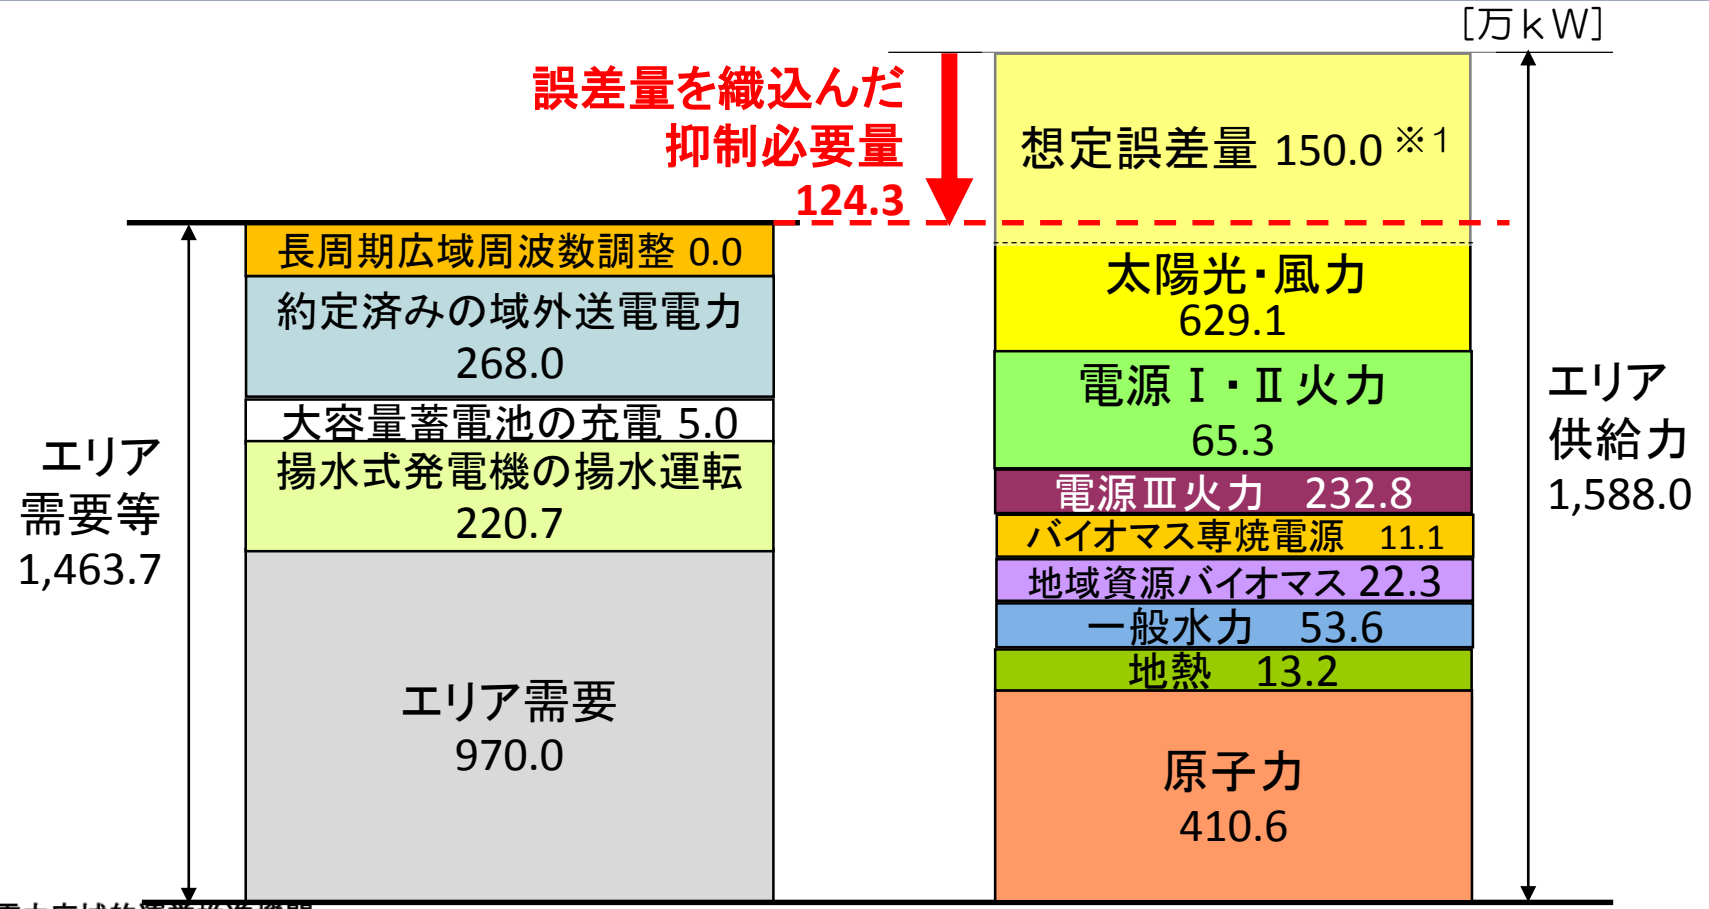 [万kW]
誤差量を織込んだ
抑制必要量
124.3
想定誤差量 150.0 ※1
長周期広域周波数調整 0.0
約定済みの域外送電電力
268.0
大容量蓄電池の充電 5.0
揚水式発電機の揚水運転
220.7
エリア需要
970.0
エリア
需要等
1,463.7
太陽光・風力
629.1
電源Ⅰ・Ⅱ火力
65.3
電源Ⅲ火力 232.8
バイオマス専焼電源 11.1
地域資源バイオマス 22.3
一般水力 53.6
地熱 13.2
原子力
410.6
エリア
供給力
1,588.0